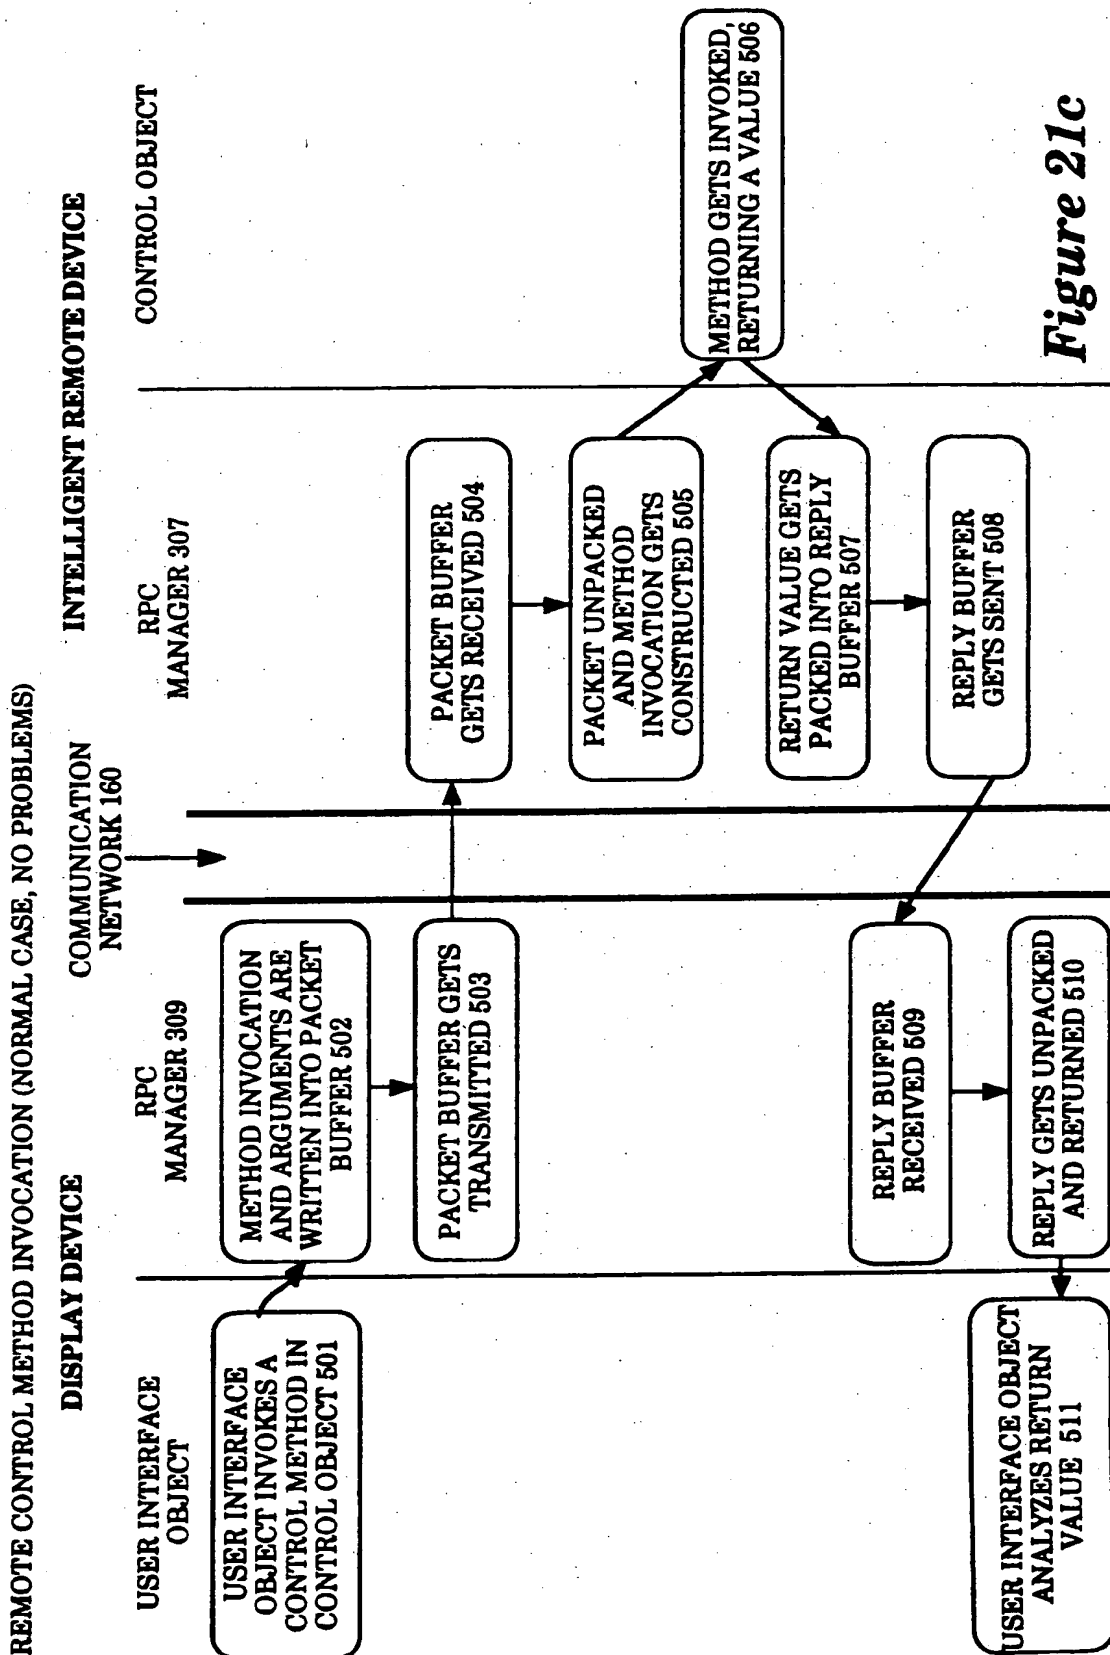 REMOTE CONTROL METHOD INVOCATION (NORMAL CASE, NO PROBLEMS)
DISPLAY DEVICE
COMMUNICATION
NETWORK 160
INTELLIGENT REMOTE DEVICE
USER INTERFACE
OBJECT
RPC
MANAGER 309
RPC
MANAGER 307
CONTROL OBJECT
USER INTERFACE
OBJECT INVOKES A
CONTROL METHOD IN
CONTROL OBJECT 501
METHOD INVOCATION
AND ARGUMENTS ARE
WRITTEN INTO PACKET
BUFFER 502
PACKET BUFFER GETS
TRANSMITTED 503
PACKET BUFFER
GETS RECEIVED 504
PACKET UNPACKED
AND METHOD
INVOCATION GETS
CONSTRUCTED 505
METHOD GETS INVOKED,
RETURNING A VALUE 506
RETURN VALUE GETS
PACKED INTO REPLY
BUFFER 507
REPLY BUFFER
GETS SENT 508
REPLY BUFFER
RECEIVED 509
REPLY GETS UNPACKED
AND RETURNED 510
USER INTERFACE OBJECT
ANALYZES RETURN
VALUE 511
Figure 21c